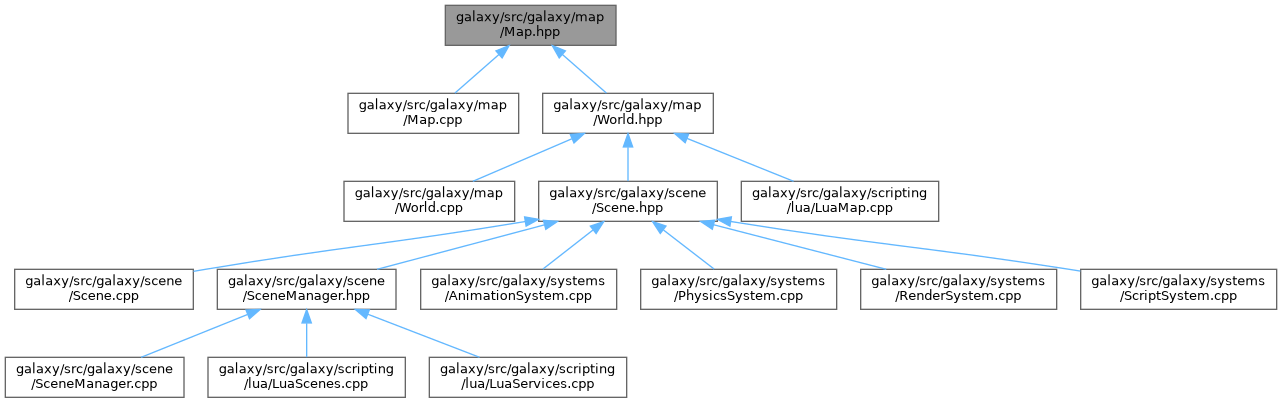 galaxy/src/galaxy/map
/Map.hpp
galaxy/src/galaxy/map
/Map.cpp
galaxy/src/galaxy/map
/World.hpp
galaxy/src/galaxy/map
/World.cpp
galaxy/src/galaxy/scene
/Scene.hpp
galaxy/src/galaxy/scripting
/lua/LuaMap.cpp
galaxy/src/galaxy/scene
/Scene.cpp
galaxy/src/galaxy/scene
/SceneManager.hpp
galaxy/src/galaxy/systems
/AnimationSystem.cpp
galaxy/src/galaxy/systems
/PhysicsSystem.cpp
galaxy/src/galaxy/systems
/RenderSystem.cpp
galaxy/src/galaxy/systems
/ScriptSystem.cpp
galaxy/src/galaxy/scene
/SceneManager.cpp
galaxy/src/galaxy/scripting
/lua/LuaScenes.cpp
galaxy/src/galaxy/scripting
/lua/LuaServices.cpp